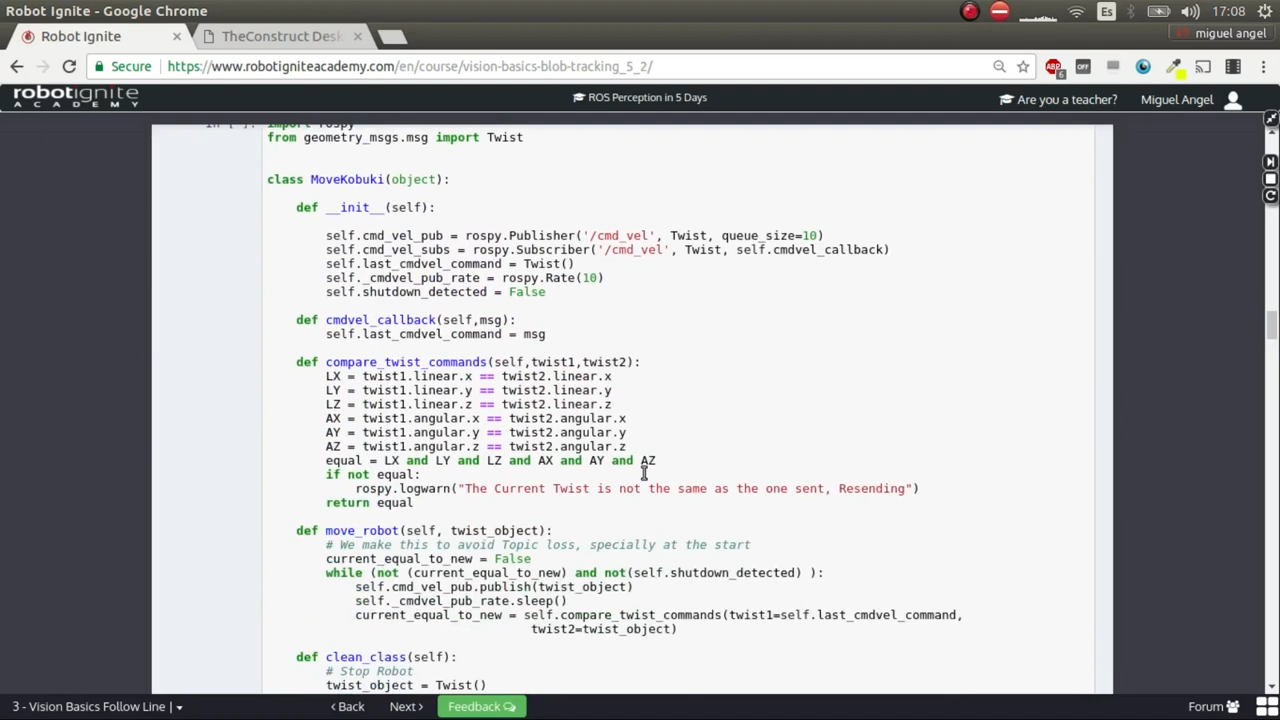 Robot Ignite - Google Chrome
Es
17:08
Robot Ignite ×
TheConstruct Desk ×
miguel angel
Secure https://www.robotigniteacademy.com/en/course/vision-basics-blob-tracking_5_2/
ABP 6 OFF
robotignite
ACADEMY
ROS Perception in 5 Days
Are you a teacher?
Miguel Angel
In [ ]: import rospy
from geometry_msgs.msg import Twist
class MoveKobuki(object):
def __init__(self):
self.cmd_vel_pub = rospy.Publisher('/cmd_vel', Twist, queue_size=10)
self.cmd_vel_subs = rospy.Subscriber('/cmd_vel', Twist, self.cmdvel_callback)
self.last_cmdvel_command = Twist()
self._cmdvel_pub_rate = rospy.Rate(10)
self.shutdown_detected = False
def cmdvel_callback(self,msg):
self.last_cmdvel_command = msg
def compare_twist_commands(self,twist1,twist2):
LX = twist1.linear.x == twist2.linear.x
LY = twist1.linear.y == twist2.linear.y
LZ = twist1.linear.z == twist2.linear.z
AX = twist1.angular.x == twist2.angular.x
AY = twist1.angular.y == twist2.angular.y
AZ = twist1.angular.z == twist2.angular.z
equal = LX and LY and LZ and AX and AY and AZ
if not equal:
rospy.logwarn("The Current Twist is not the same as the one sent, Resending")
return equal
def move_robot(self, twist_object):
# We make this to avoid Topic loss, specially at the start
current_equal_to_new = False
while (not (current_equal_to_new) and not(self.shutdown_detected) ):
self.cmd_vel_pub.publish(twist_object)
self._cmdvel_pub_rate.sleep()
current_equal_to_new = self.compare_twist_commands(twist1=self.last_cmdvel_command,
twist2=twist_object)
def clean_class(self):
# Stop Robot
twist_object = Twist()
3 - Vision Basics Follow Line |
Back
Next
Feedback
Forum